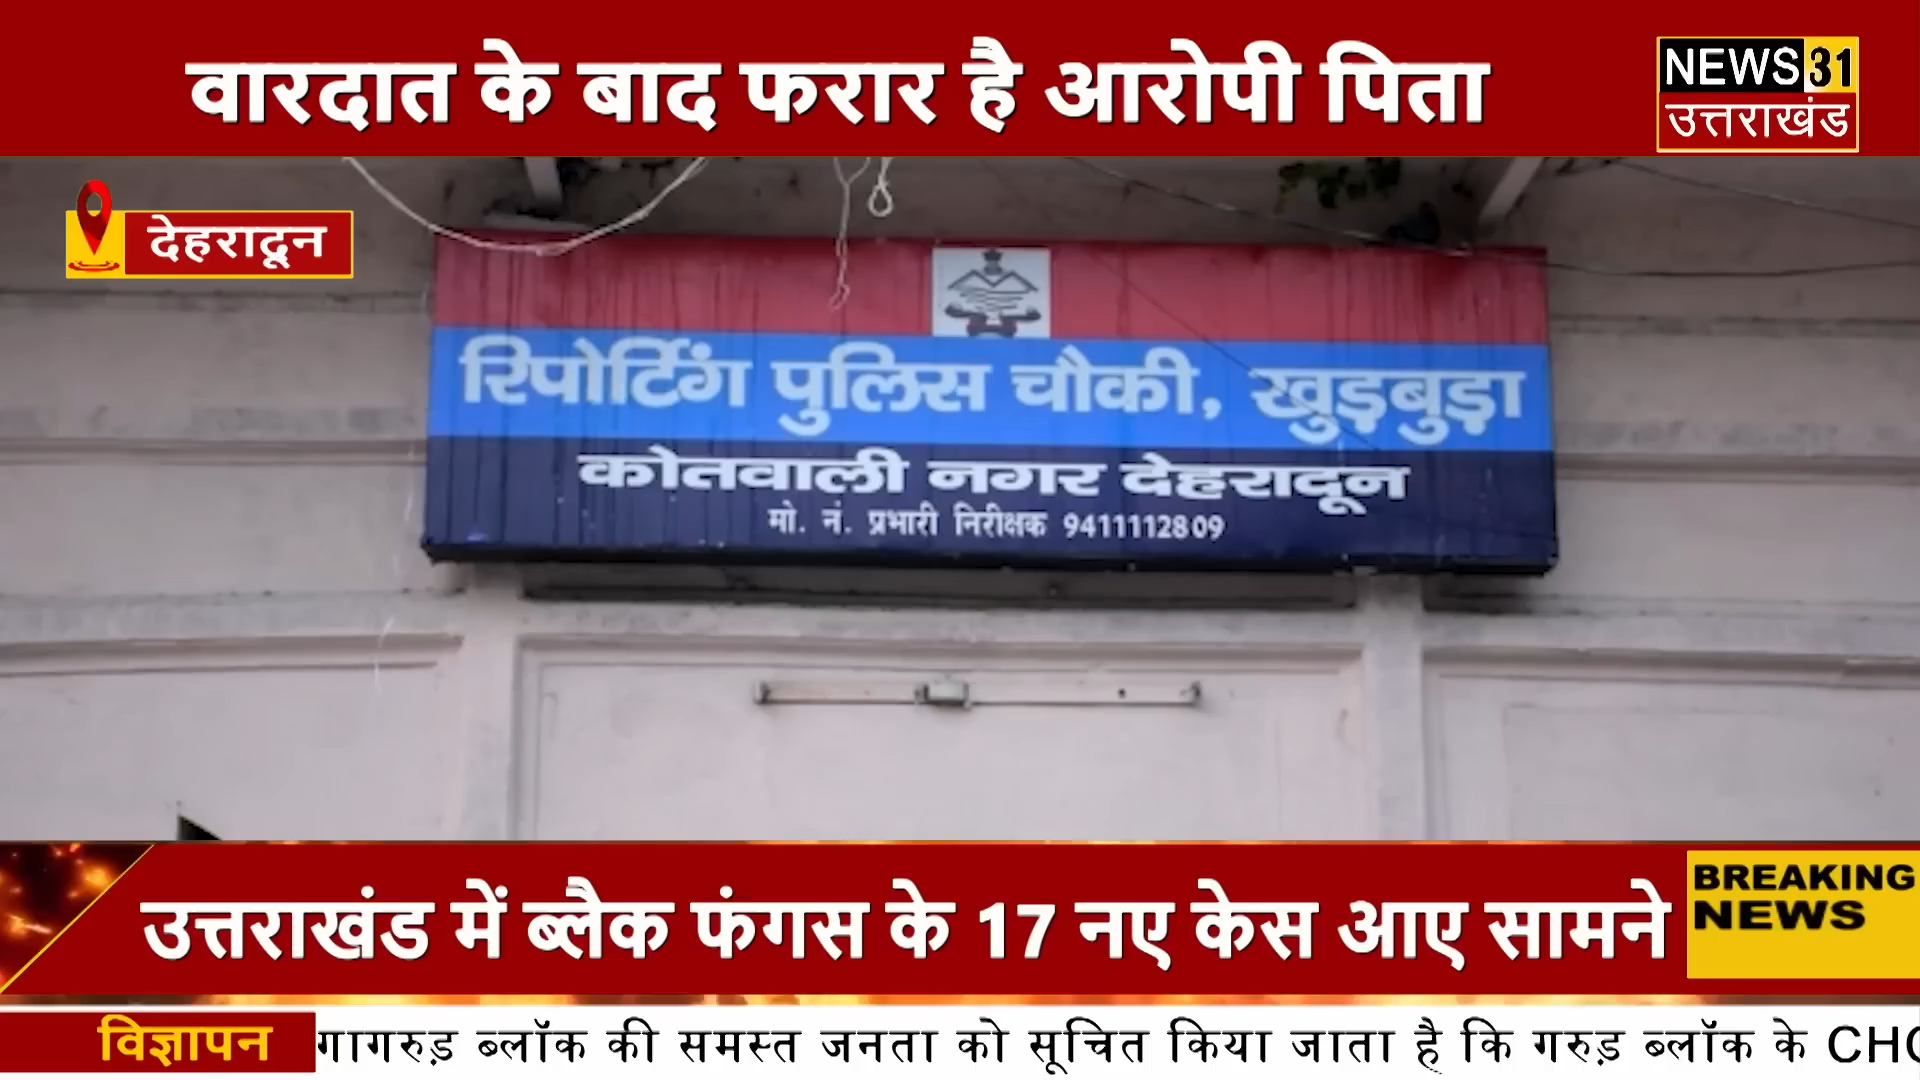 वारदात के बाद फरार है आरोपी पिता
NEWS 31
उत्तराखंड
देहरादून
रिपोर्टिंग पुलिस चौकी, खुड़बुड़ा
कोतवाली नगर देहरादून
मो. नं. प्रभारी निरीक्षक 9411112809
उत्तराखंड में ब्लैक फंगस के 17 नए केस आए सामने
BREAKING
NEWS
विज्ञापन
गागरुड़ ब्लॉक की समस्त जनता को सूचित किया जाता है कि गरुड़ ब्लॉक के